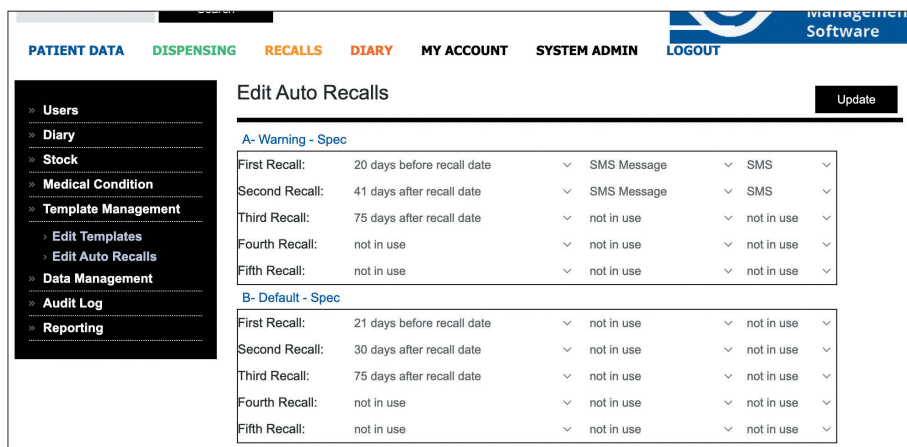 Search
Management
Software
PATIENT DATA DISPENSING RECALLS DIARY MY ACCOUNT SYSTEM ADMIN LOGOUT
» Users
» Diary
» Stock
» Medical Condition
» Template Management
› Edit Templates
› Edit Auto Recalls
» Data Management
» Audit Log
» Reporting
Edit Auto Recalls
Update
A- Warning - Spec
First Recall: 20 days before recall date SMS Message SMS
Second Recall: 41 days after recall date SMS Message SMS
Third Recall: 75 days after recall date not in use not in use
Fourth Recall: not in use not in use not in use
Fifth Recall: not in use not in use not in use
B- Default - Spec
First Recall: 21 days before recall date not in use not in use
Second Recall: 30 days after recall date not in use not in use
Third Recall: 75 days after recall date not in use not in use
Fourth Recall: not in use not in use not in use
Fifth Recall: not in use not in use not in use